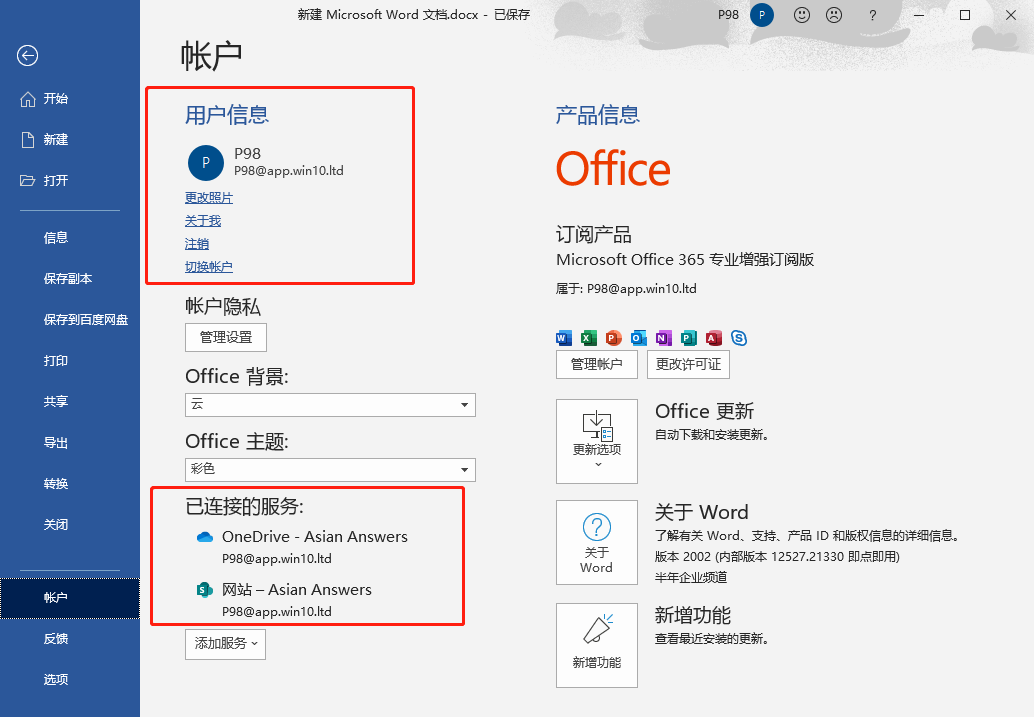 新建 Microsoft Word 文档.docx - 已保存
P98
P
?
开始
新建
打开
信息
保存副本
保存到百度网盘
打印
共享
导出
转换
关闭
帐户
反馈
选项
帐户
用户信息
P
P98
P98@app.win10.ltd
更改照片
关于我
注销
切换帐户
帐户隐私
管理设置
Office 背景:
云
Office 主题:
彩色
已连接的服务:
OneDrive - Asian Answers
P98@app.win10.ltd
S
网站 – Asian Answers
P98@app.win10.ltd
添加服务
产品信息
Office
订阅产品
Microsoft Office 365 专业增强订阅版
属于: P98@app.win10.ltd
W X P O N P A S
管理帐户
更改许可证
更新选项
Office 更新
自动下载和安装更新。
?
关于
Word
关于 Word
了解有关 Word、支持、产品 ID 和版权信息的详细信息。
版本 2002 (内部版本 12527.21330 即点即用)
半年企业频道
新增功能
新增功能
查看最近安装的更新。